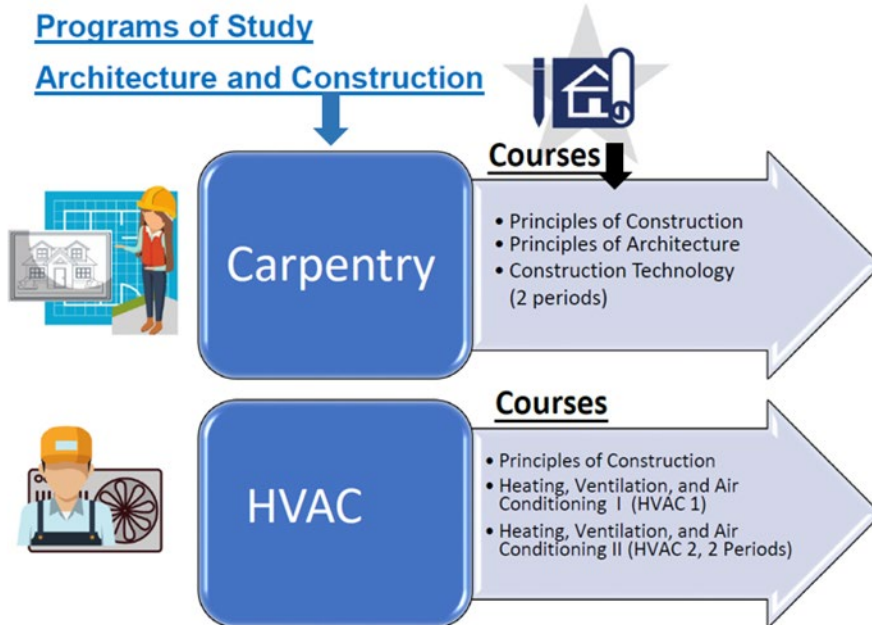 Programs of Study
Architecture and Construction
Carpentry
Courses
• Principles of Construction
• Principles of Architecture
• Construction Technology
(2 periods)
HVAC
Courses
• Principles of Construction
• Heating, Ventilation, and Air
Conditioning I (HVAC 1)
• Heating, Ventilation, and Air
Conditioning II (HVAC 2, 2 Periods)